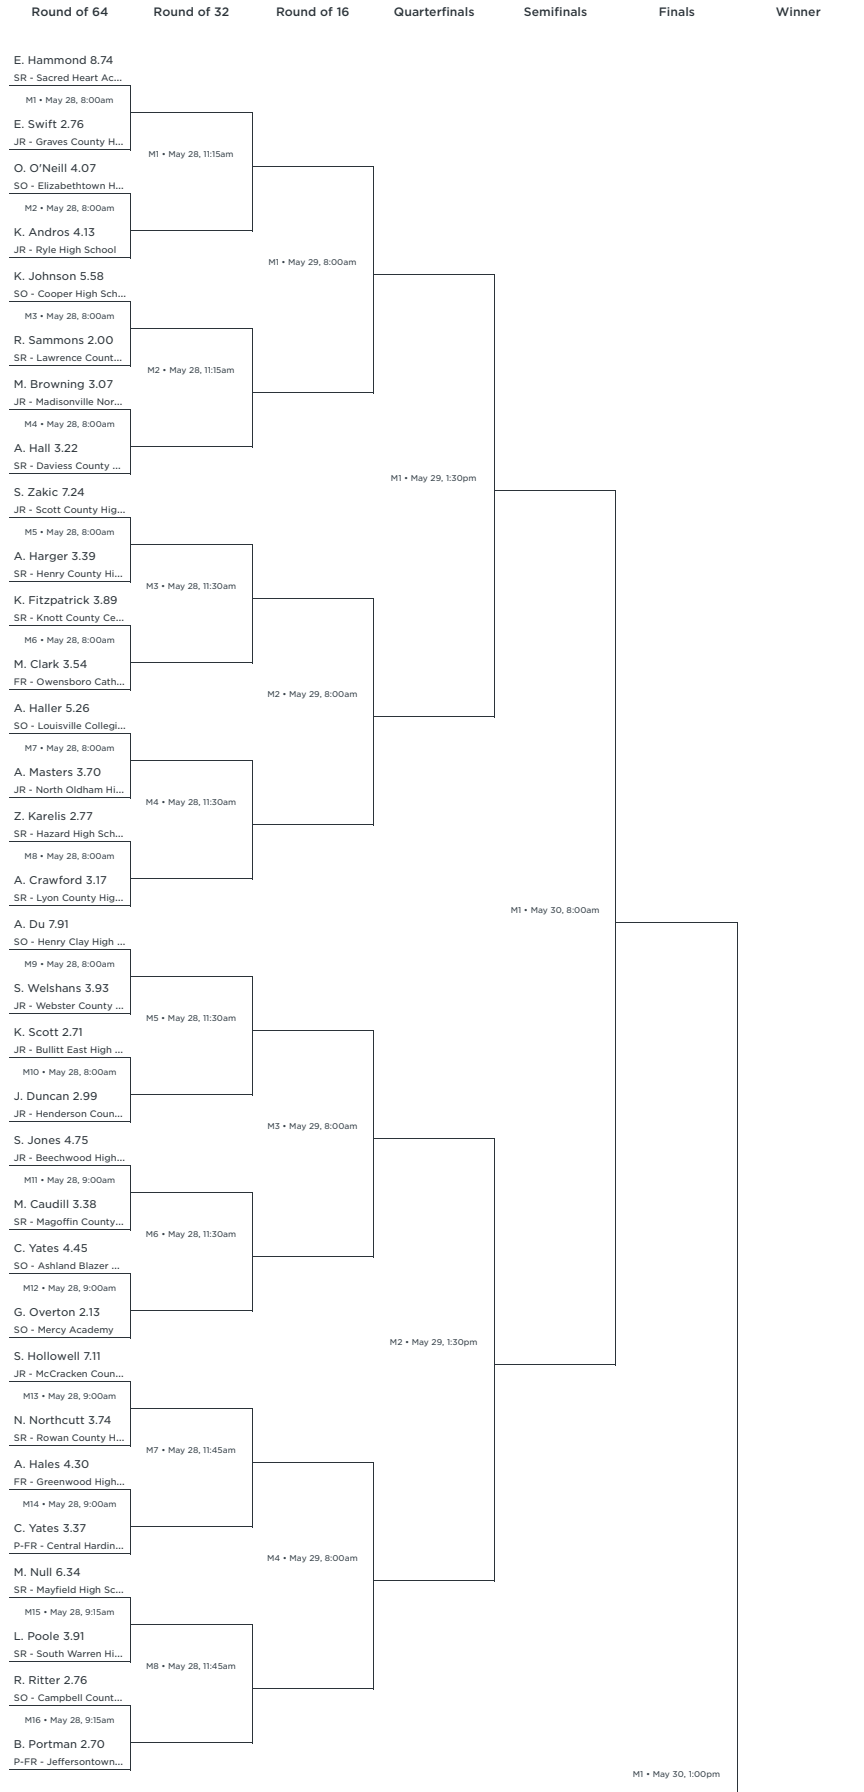 Round of 64
Round of 32
Round of 16
Quarterfinals
Semifinals
Finals
Winner
E. Hammond 8.74
SR - Sacred Heart Ac...
M1 • May 28, 8:00am
E. Swift 2.76
JR - Graves County H...
M1 • May 28, 11:15am
O. O'Neill 4.07
SO - Elizabethtown H...
M2 • May 28, 8:00am
K. Andros 4.13
JR - Ryle High School
M1 • May 29, 8:00am
K. Johnson 5.58
SO - Cooper High Sch...
M3 • May 28, 8:00am
R. Sammons 2.00
SR - Lawrence Count...
M2 • May 28, 11:15am
M. Browning 3.07
JR - Madisonville Nor...
M4 • May 28, 8:00am
A. Hall 3.22
SR - Daviess County ...
M1 • May 29, 1:30pm
S. Zakic 7.24
JR - Scott County Hig...
M5 • May 28, 8:00am
A. Harger 3.39
SR - Henry County Hi...
M3 • May 28, 11:30am
K. Fitzpatrick 3.89
SR - Knott County Ce...
M6 • May 28, 8:00am
M. Clark 3.54
FR - Owensboro Cath...
M2 • May 29, 8:00am
A. Haller 5.26
SO - Louisville Collegi...
M7 • May 28, 8:00am
A. Masters 3.70
JR - North Oldham Hi...
M4 • May 28, 11:30am
Z. Karelis 2.77
SR - Hazard High Sch...
M8 • May 28, 8:00am
A. Crawford 3.17
SR - Lyon County Hig...
M1 • May 30, 8:00am
A. Du 7.91
SO - Henry Clay High ...
M9 • May 28, 8:00am
S. Welshans 3.93
JR - Webster County ...
M5 • May 28, 11:30am
K. Scott 2.71
JR - Bullitt East High ...
M10 • May 28, 8:00am
J. Duncan 2.99
JR - Henderson Coun...
M3 • May 29, 8:00am
S. Jones 4.75
JR - Beechwood High...
M11 • May 28, 9:00am
M. Caudill 3.38
SR - Magoffin County...
M6 • May 28, 11:30am
C. Yates 4.45
SO - Ashland Blazer ...
M12 • May 28, 9:00am
G. Overton 2.13
SO - Mercy Academy
M2 • May 29, 1:30pm
S. Hollowell 7.11
JR - McCracken Coun...
M13 • May 28, 9:00am
N. Northcutt 3.74
SR - Rowan County H...
M7 • May 28, 11:45am
A. Hales 4.30
FR - Greenwood High...
M14 • May 28, 9:00am
C. Yates 3.37
P-FR - Central Hardin...
M4 • May 29, 8:00am
M. Null 6.34
SR - Mayfield High Sc...
M15 • May 28, 9:15am
L. Poole 3.91
SR - South Warren Hi...
M8 • May 28, 11:45am
R. Ritter 2.76
SO - Campbell Count...
M16 • May 28, 9:15am
B. Portman 2.70
P-FR - Jeffersontown...
M1 • May 30, 1:00pm